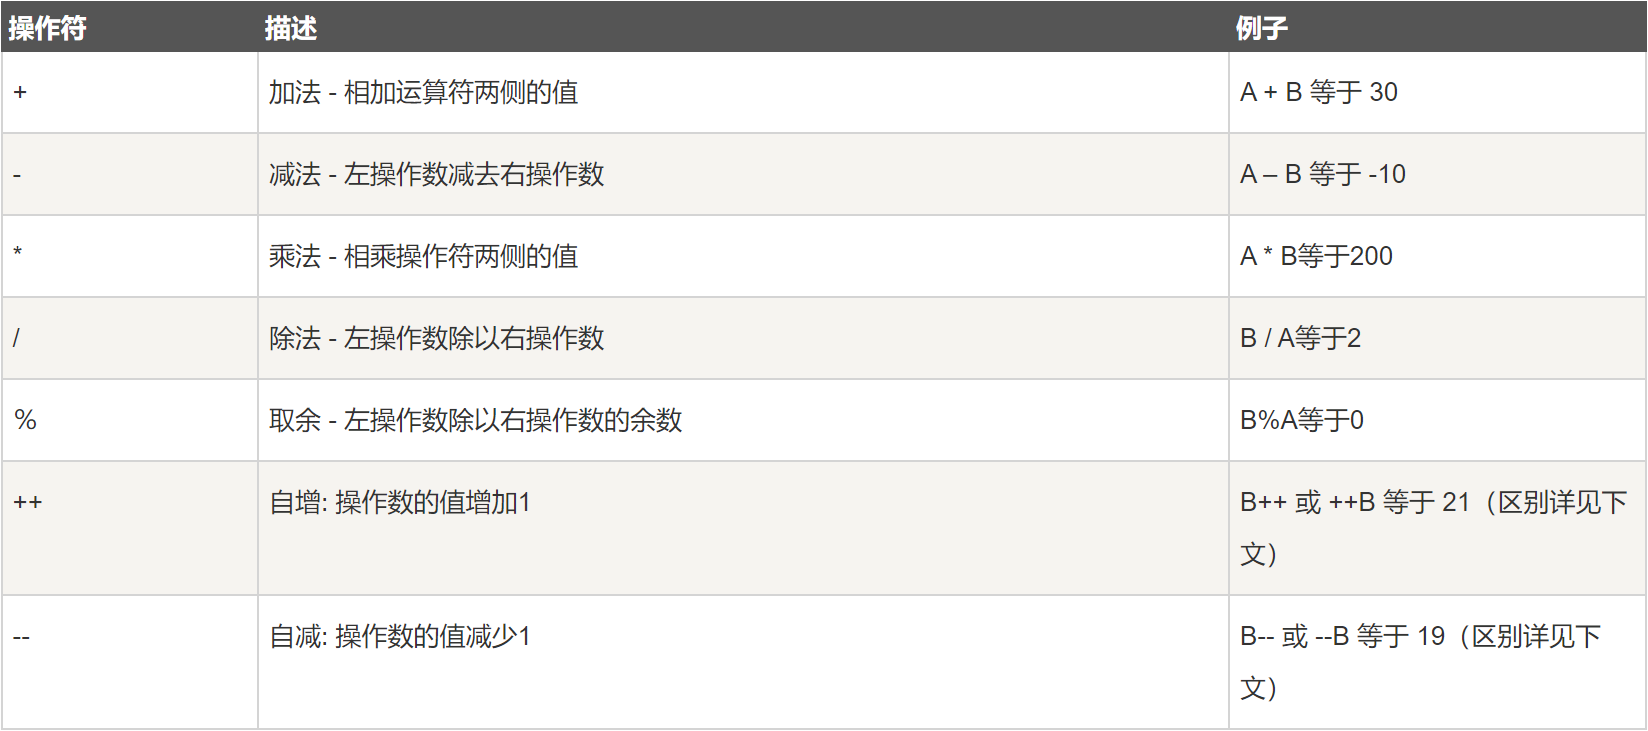 操作符 描述 例子
+ 加法 - 相加运算符两侧的值 A + B 等于 30
- 减法 - 左操作数减去右操作数 A – B 等于 -10
* 乘法 - 相乘操作符两侧的值 A * B等于200
/ 除法 - 左操作数除以右操作数 B / A等于2
% 取余 - 左操作数除以右操作数的余数 B%A等于0
++ 自增: 操作数的值增加1 B++ 或 ++B 等于 21（区别详见下
文）
-- 自减: 操作数的值减少1 B-- 或 --B 等于 19（区别详见下
文）